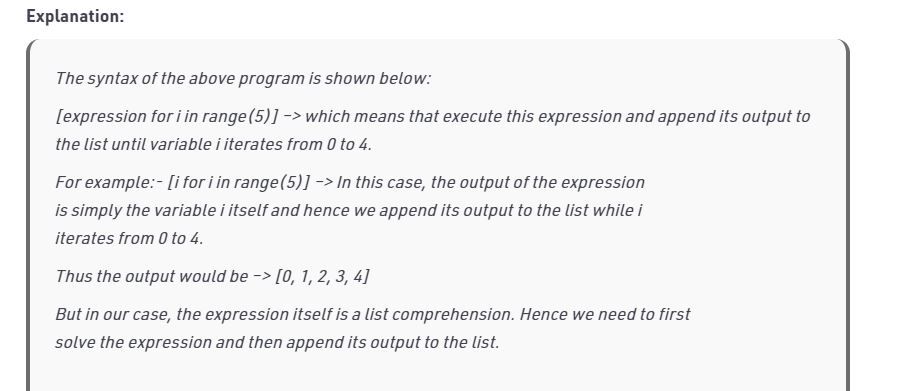 Explanation:
The syntax of the above program is shown below:
[expression for i in range(5)] –> which means that execute this expression and append its output to
the list until variable i iterates from 0 to 4.
For example:- [i for i in range(5)] –> In this case, the output of the expression
is simply the variable i itself and hence we append its output to the list while i
iterates from 0 to 4.
Thus the output would be –> [0, 1, 2, 3, 4]
But in our case, the expression itself is a list comprehension. Hence we need to first
solve the expression and then append its output to the list.